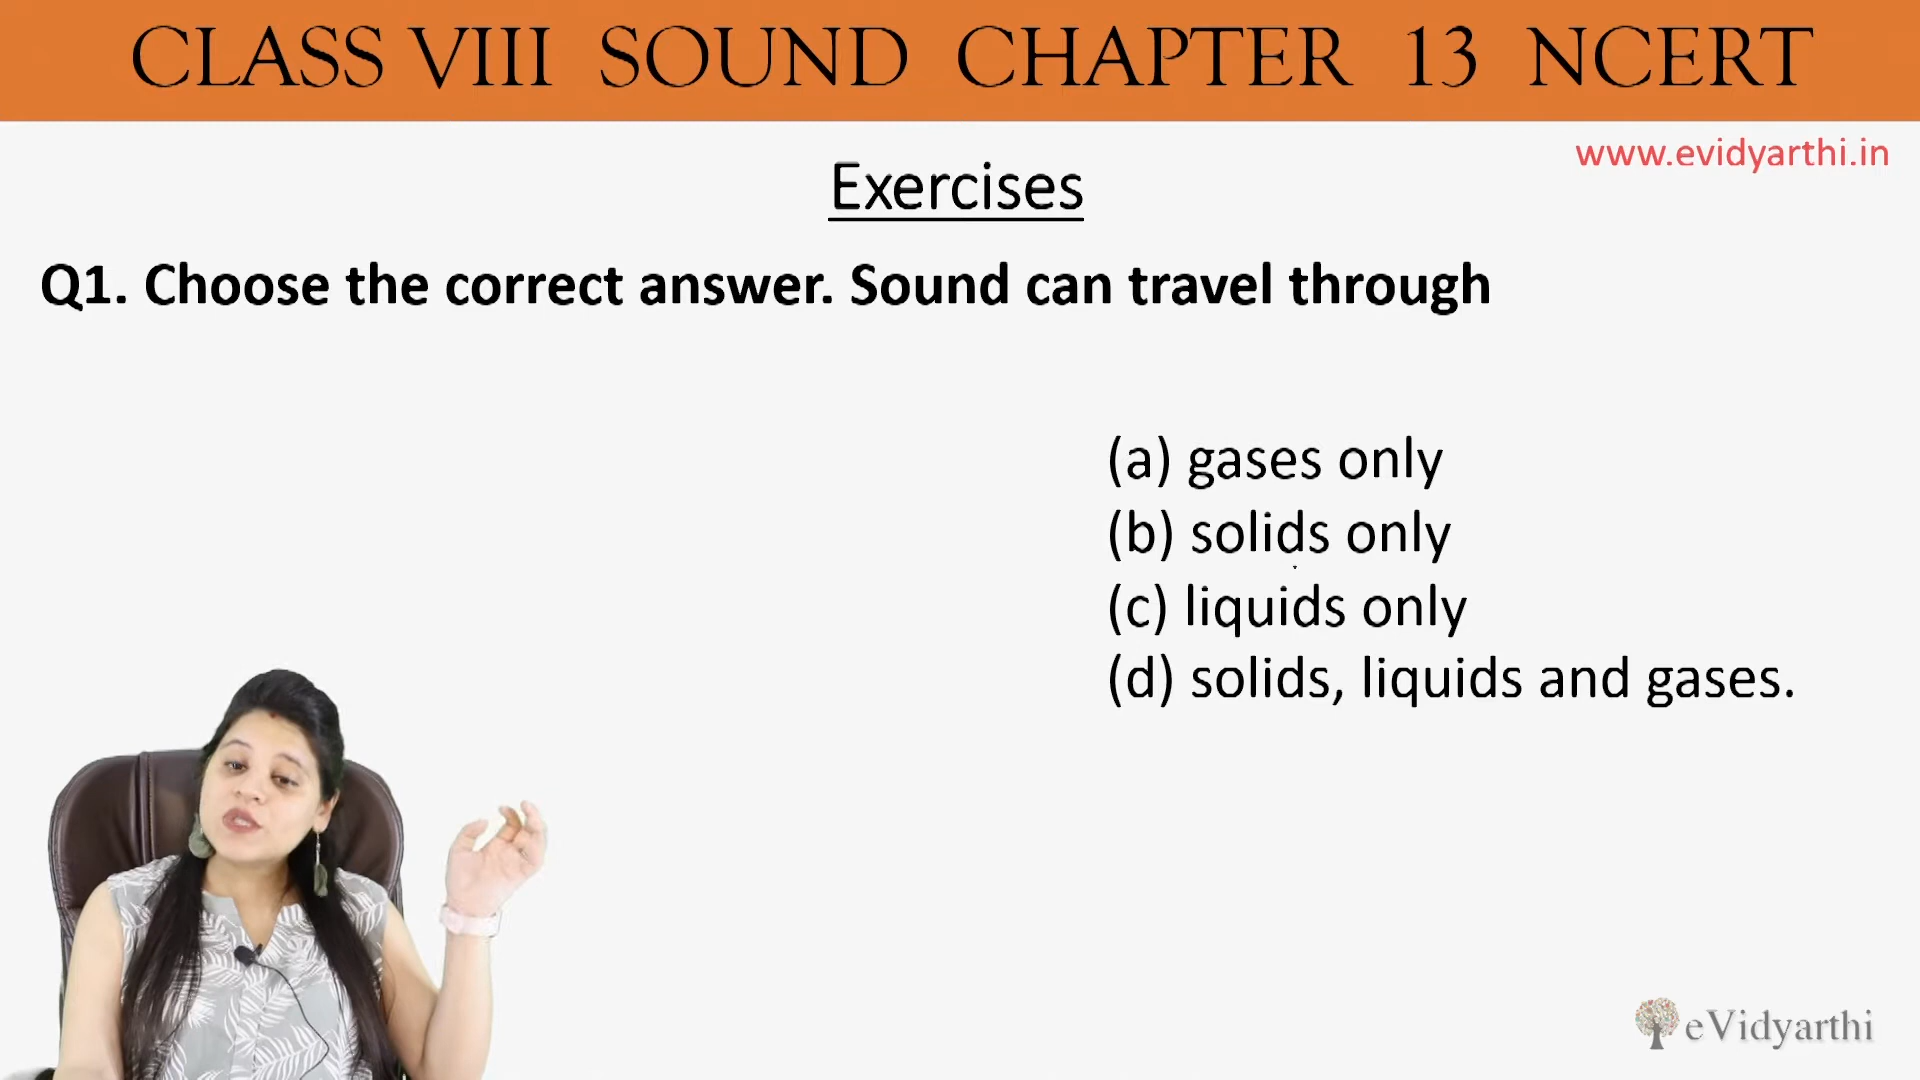 CLASS VIII SOUND CHAPTER 13 NCERT
www.evidyarthi.in
Exercises
Q1. Choose the correct answer. Sound can travel through
(a) gases only
(b) solids only
(c) liquids only
(d) solids, liquids and gases.
eVidyarthi